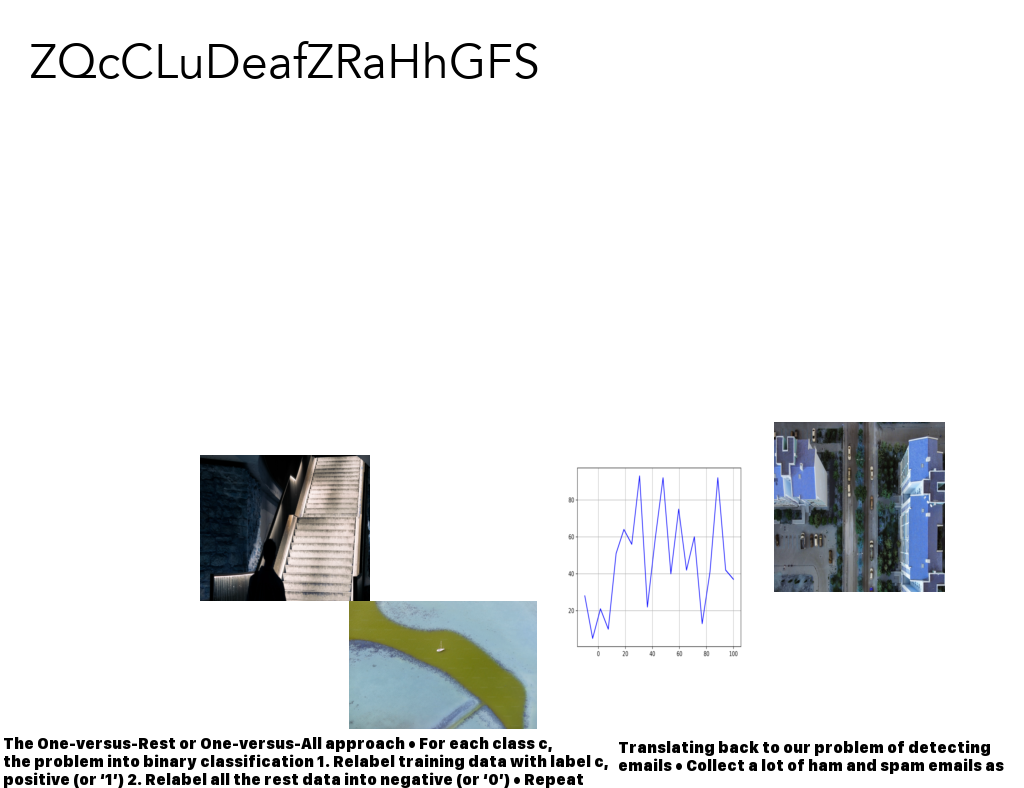 ZQcCLuDeafZRaHhGFS
80
60
40
20
0 20 40 60 80 100
The One-versus-Rest or One-versus-All approach • For each class c,
the problem into binary classification 1. Relabel training data with label c,
positive (or ‘1’) 2. Relabel all the rest data into negative (or ‘0’) • Repeat
Translating back to our problem of detecting
emails • Collect a lot of ham and spam emails as